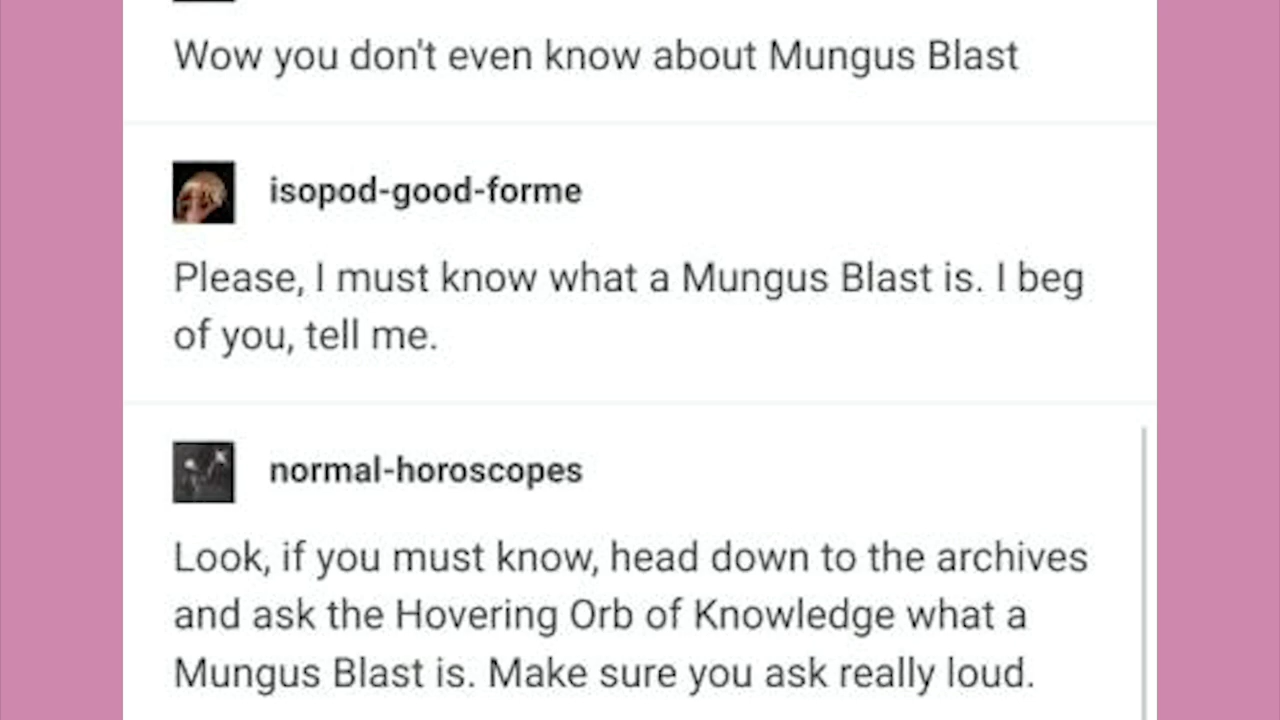 Wow you don't even know about Mungus Blast
isopod-good-forme
Please, I must know what a Mungus Blast is. I beg
of you, tell me.
normal-horoscopes
Look, if you must know, head down to the archives
and ask the Hovering Orb of Knowledge what a
Mungus Blast is. Make sure you ask really loud.